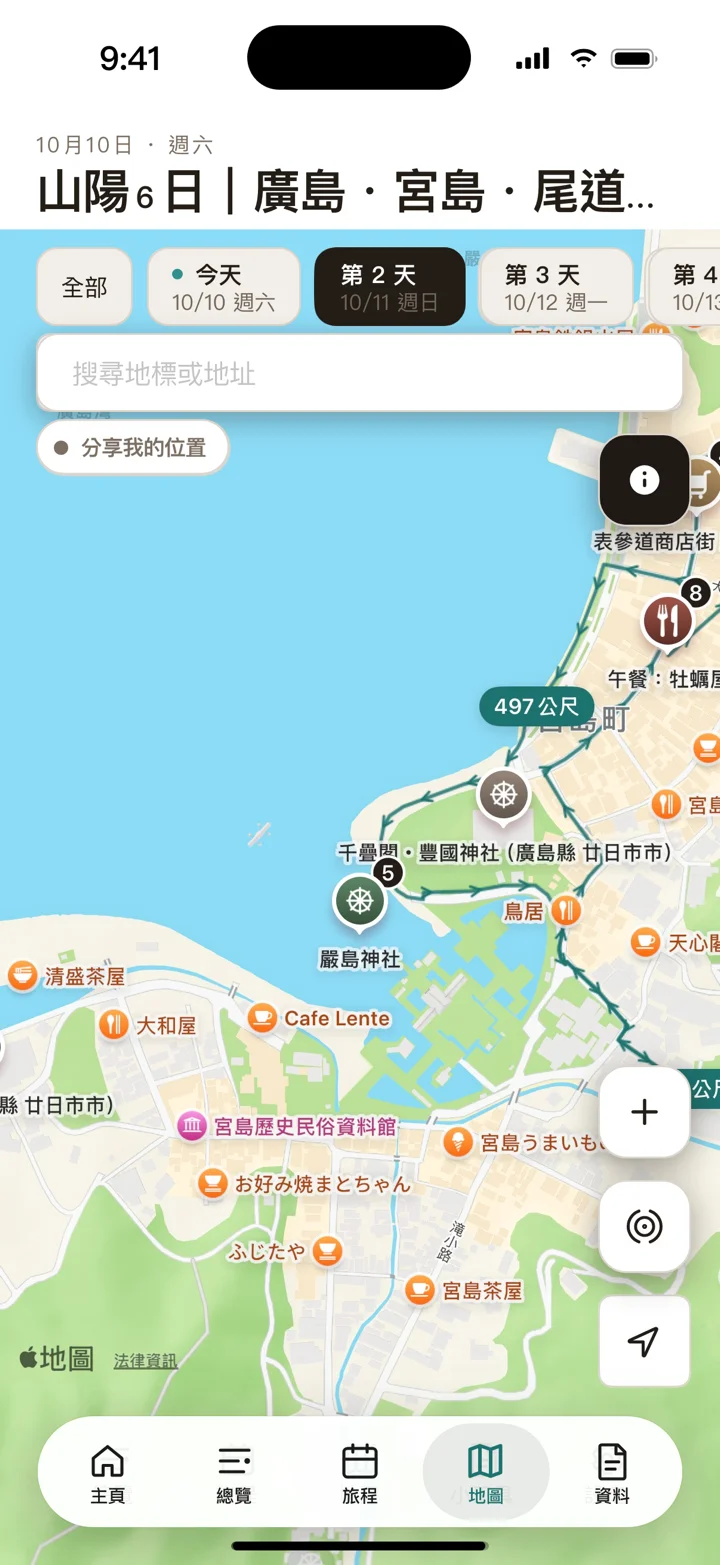 9:41
10月10日 · 週六
山陽6日｜廣島·宮島·尾道...
全部
今天
10/10 週六
第 2 天
10/11 週日
第 3 天
10/12 週一
第 4
10/13
嚴
搜尋地標或地址
分享我的位置
表參道商店街
8
午餐：牡蠣屋
497公尺
宮島
千疊閣·豐國神社 (廣島縣 廿日市市)
5
鳥居
天心閣
嚴島神社
清盛茶屋
大和屋
Cafe Lente
公尺
縣 廿日市市)
宮島歷史民俗資料館
宮島うまいも
お好み焼まとちゃん
滝小路
ふじたや
宮島茶屋
地圖
法律資訊
主頁
總覽
旅程
地圖
資料